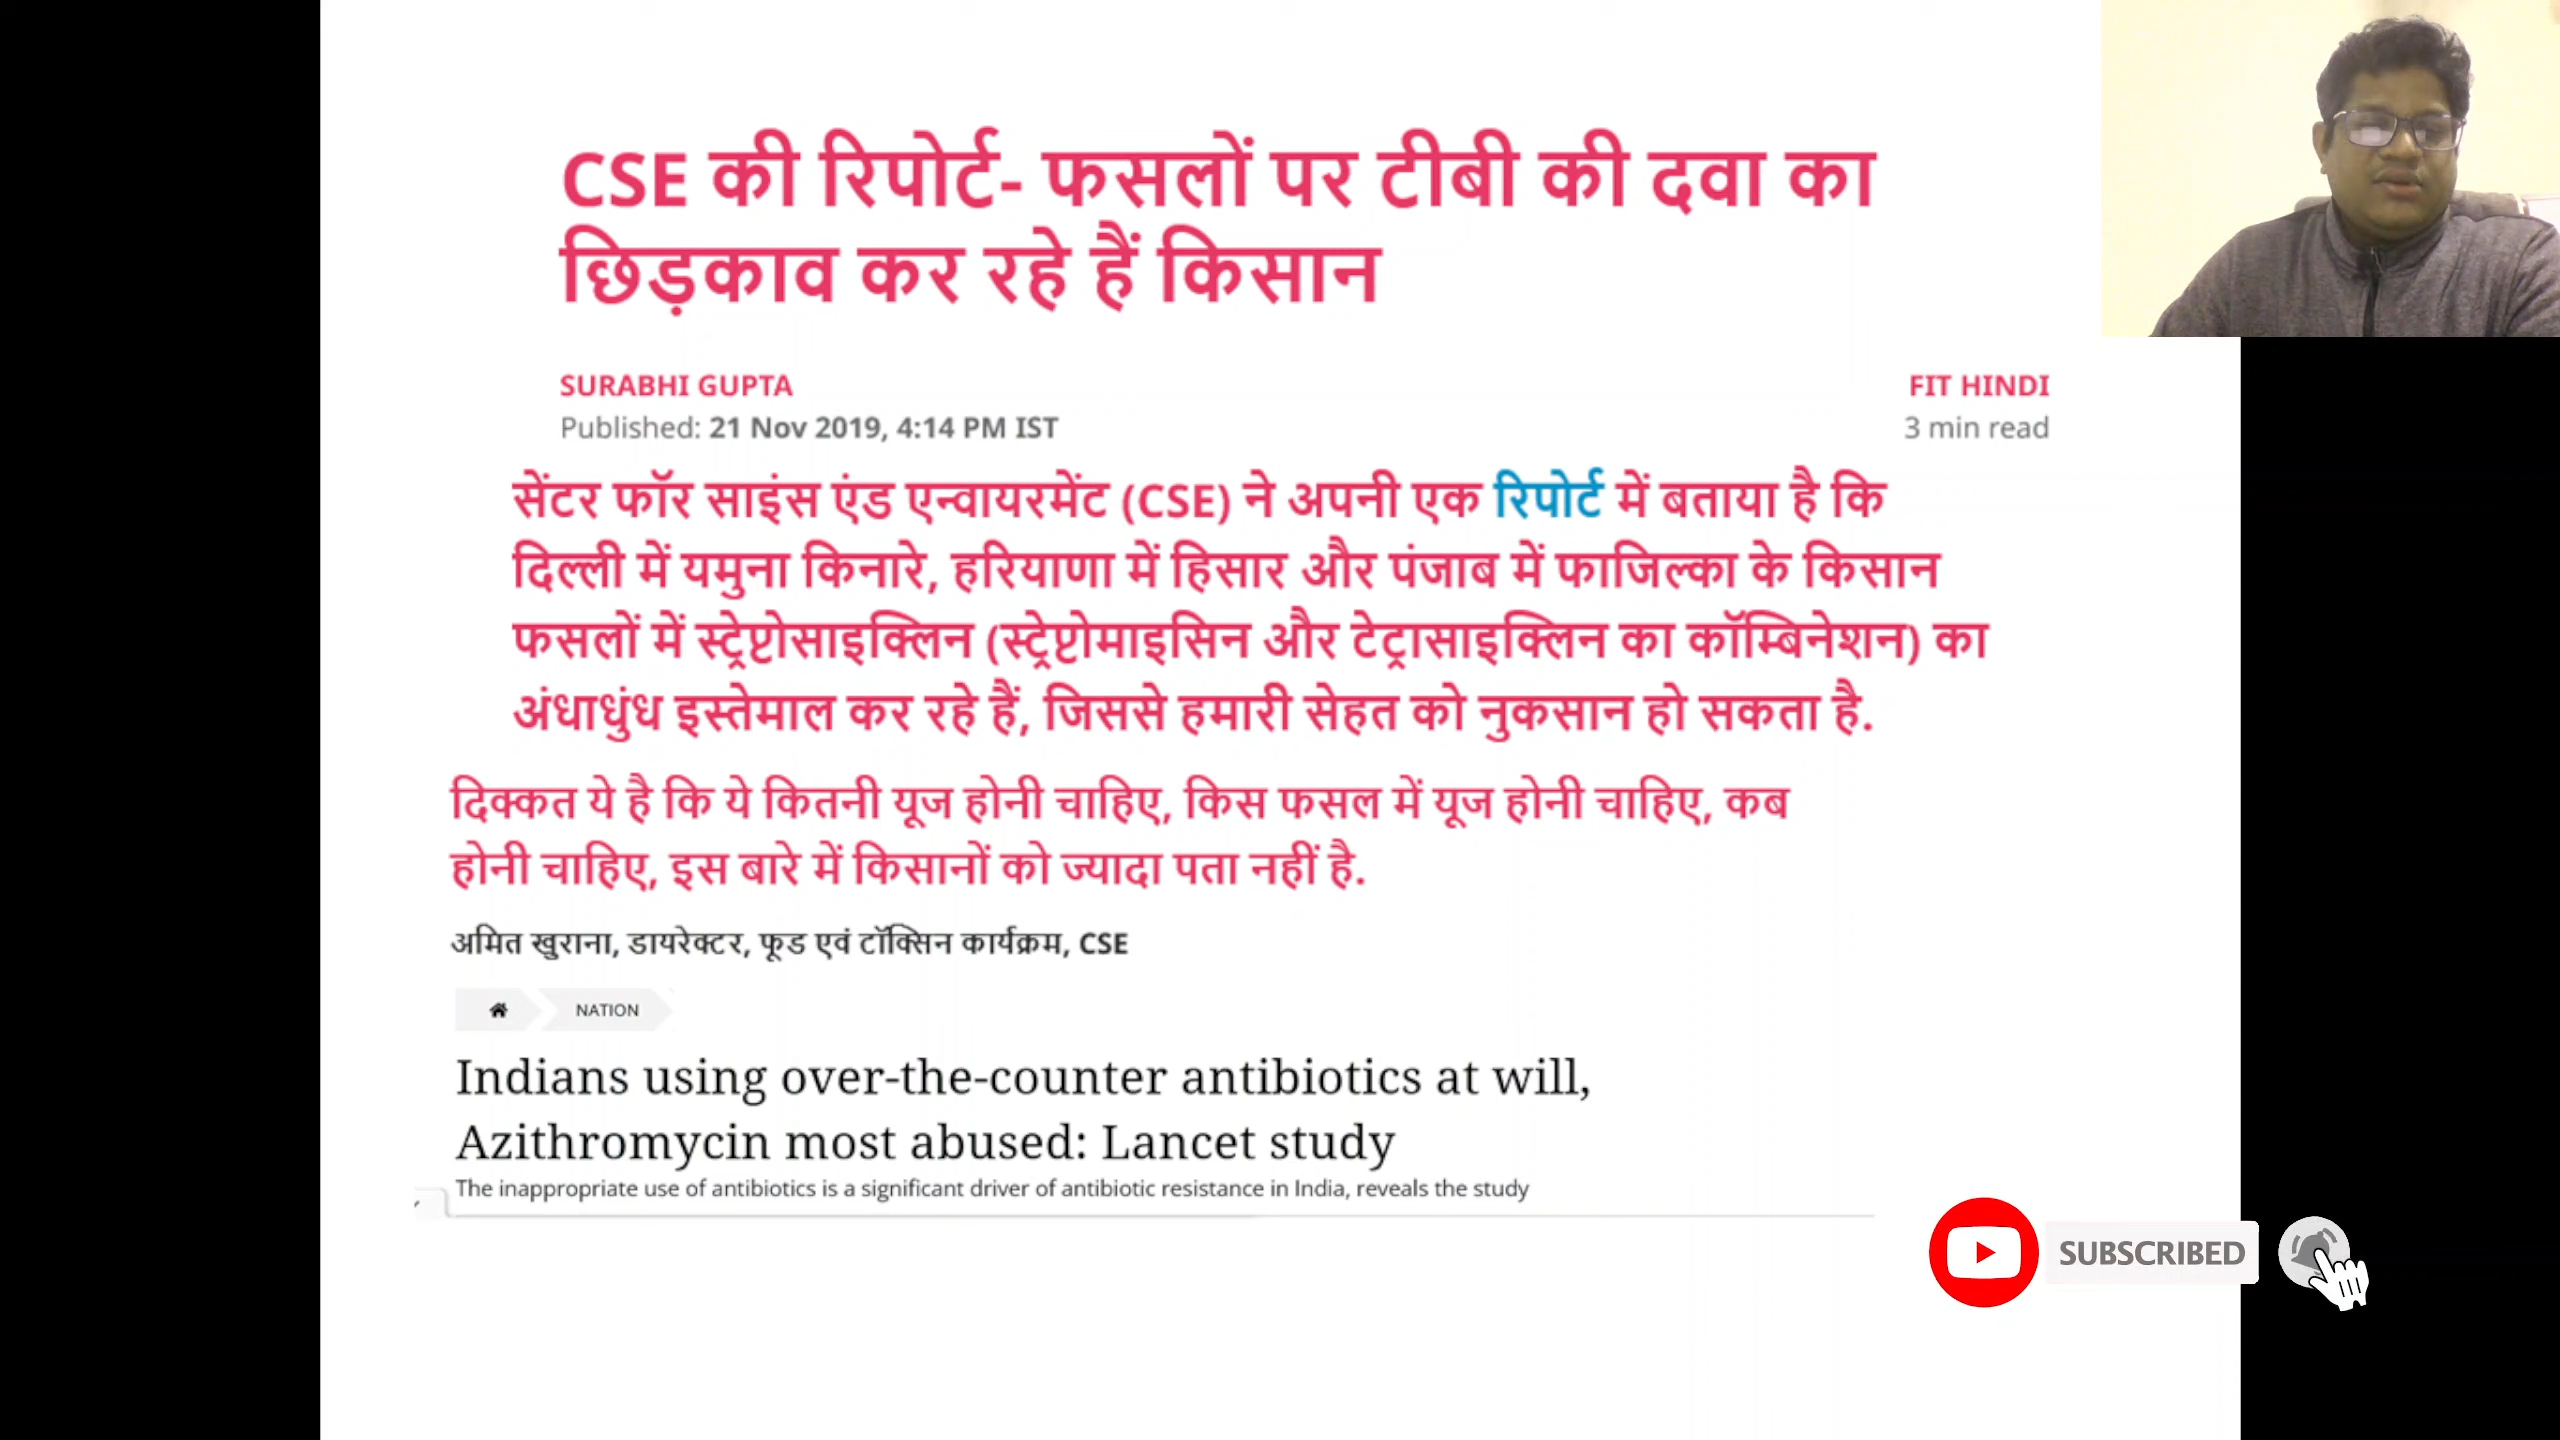 CSE की रिपोर्ट- फसलों पर टीबी की दवा का
छिड़काव कर रहे हैं किसान
SURABHI GUPTA
FIT HINDI
Published: 21 Nov 2019, 4:14 PM IST
3 min read
सेंटर फॉर साइंस एंड एन्वायरमेंट (CSE) ने अपनी एक रिपोर्ट में बताया है कि
दिल्ली में यमुना किनारे, हरियाणा में हिसार और पंजाब में फाजिल्का के किसान
फसलों में स्ट्रेप्टोसाइक्लिन (स्ट्रेप्टोमाइसिन और टेट्रासाइक्लिन का कॉम्बिनेशन) का
अंधाधुंध इस्तेमाल कर रहे हैं, जिससे हमारी सेहत को नुकसान हो सकता है.
दिक्कत ये है कि ये कितनी यूज होनी चाहिए, किस फसल में यूज होनी चाहिए, कब
होनी चाहिए, इस बारे में किसानों को ज्यादा पता नहीं है.
अमित खुराना, डायरेक्टर, फूड एवं टॉक्सिन कार्यक्रम, CSE
NATION
Indians using over-the-counter antibiotics at will,
Azithromycin most abused: Lancet study
The inappropriate use of antibiotics is a significant driver of antibiotic resistance in India, reveals the study
SUBSCRIBED